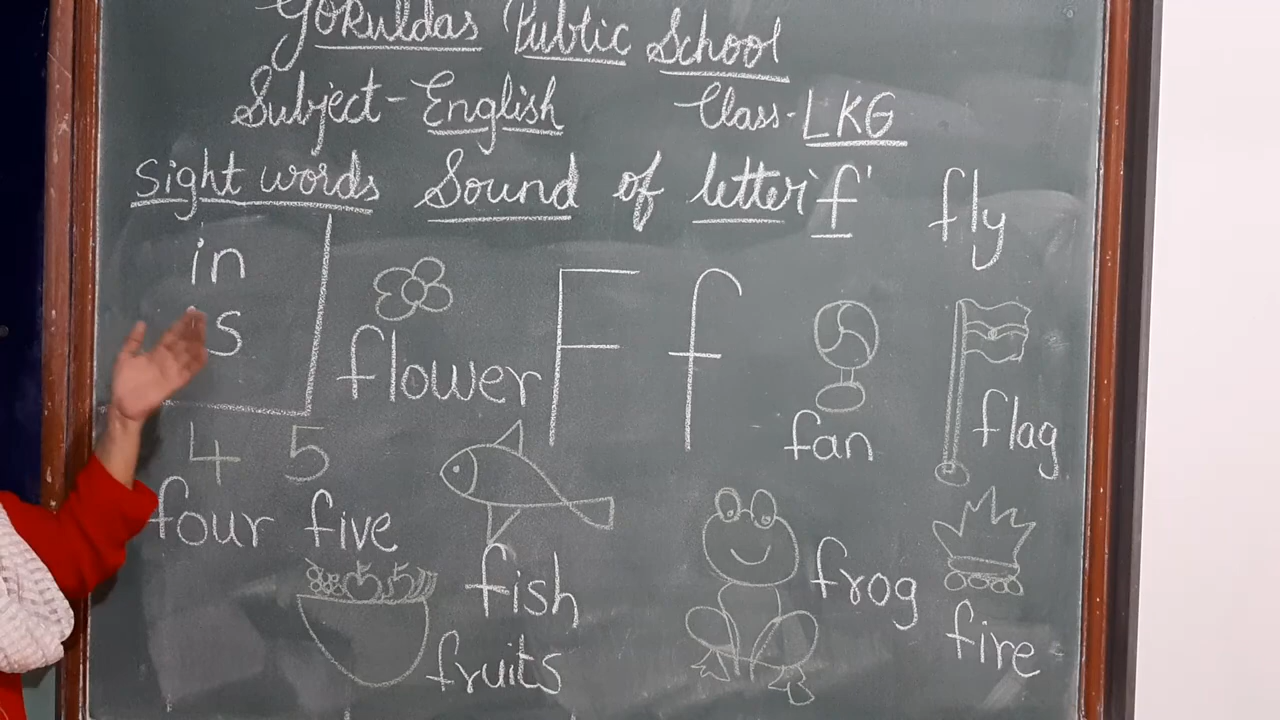 Gokuldas Public School
Subject- English Class- LKG
Sight words Sound of letter 'f' fly
in
s
flower F f
fan
flag
4 5
four five
fish
frog
fruits
fire